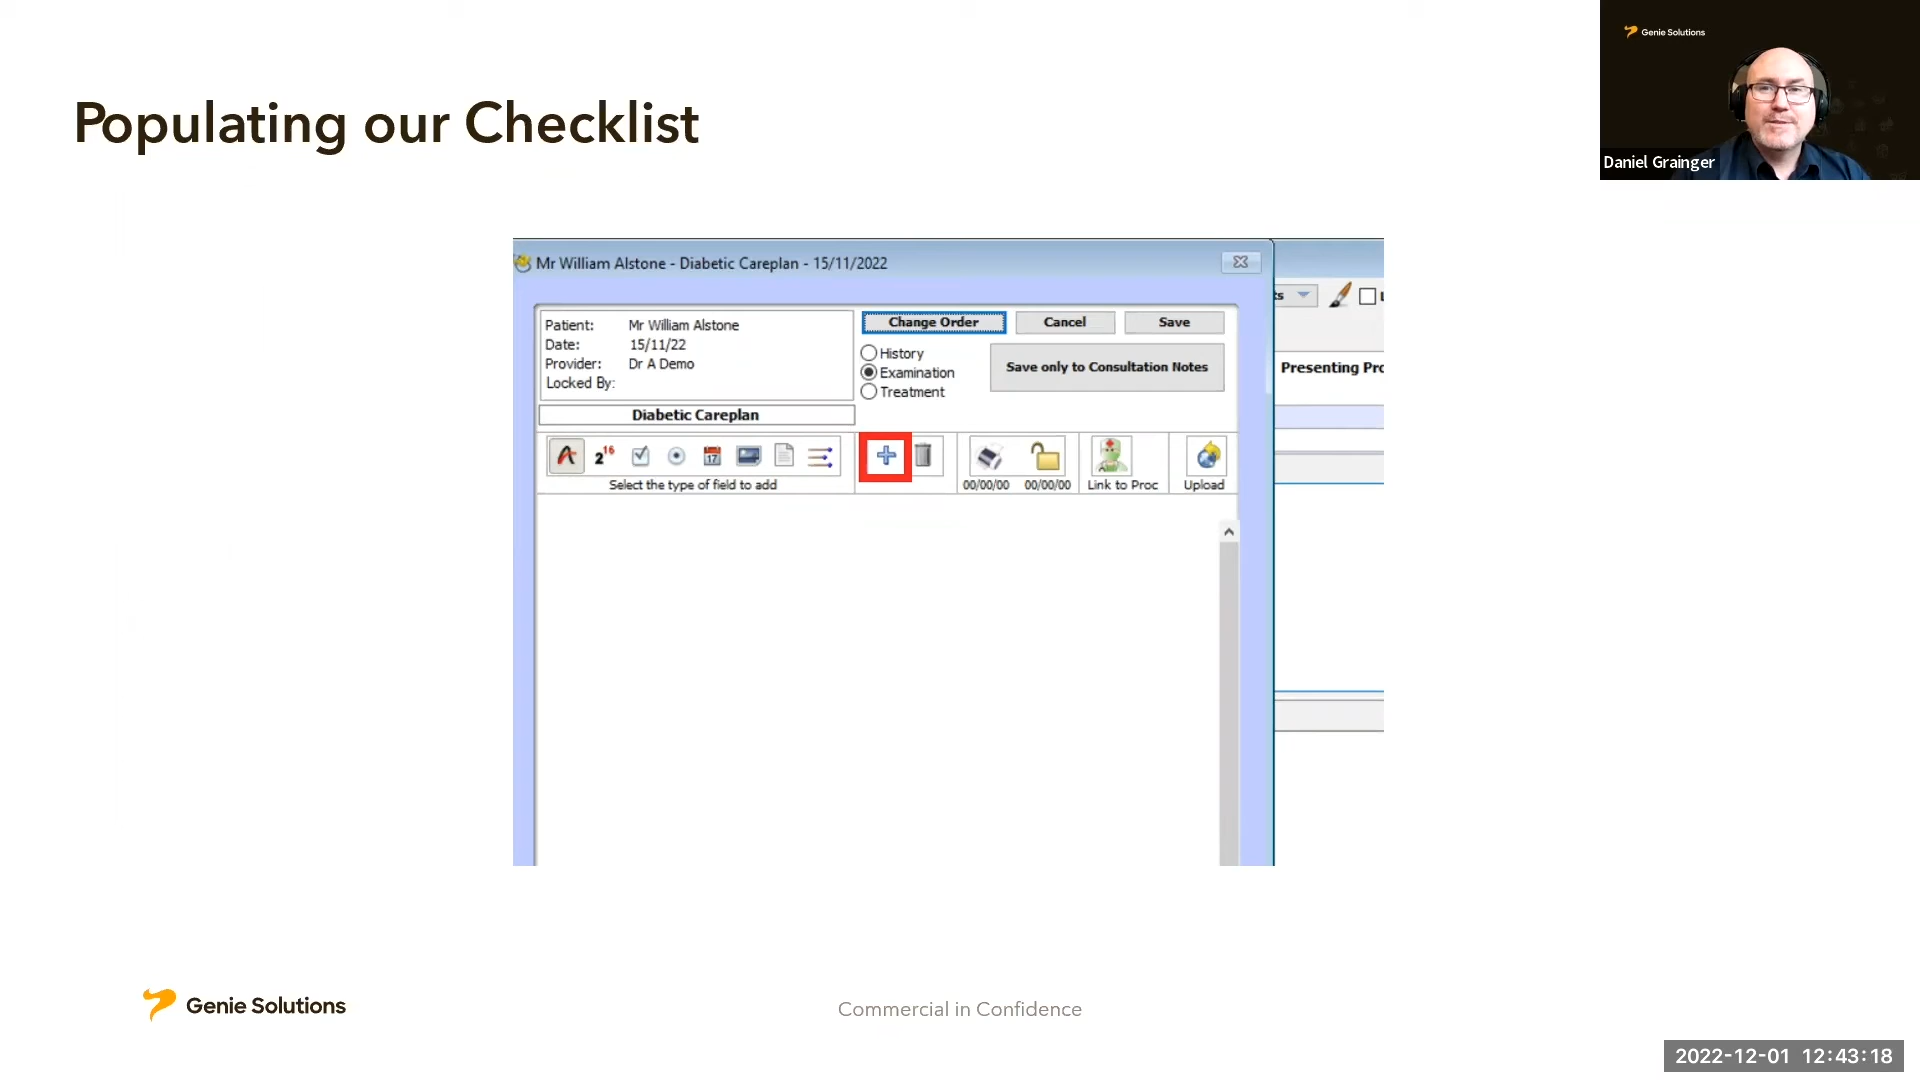 Genie Solutions
Populating our Checklist
Daniel Grainger
Mr William Alstone - Diabetic Careplan - 15/11/2022
Patient: Mr William Alstone
Date: 15/11/22
Provider: Dr A Demo
Locked By:
Change Order Cancel Save
History
Examination
Treatment
Save only to Consultation Notes
Diabetic Careplan
2 16
17
Select the type of field to add
00/00/00 00/00/00 Link to Proc Upload
Genie Solutions
Commercial in Confidence
2022-12-01 12:43:18